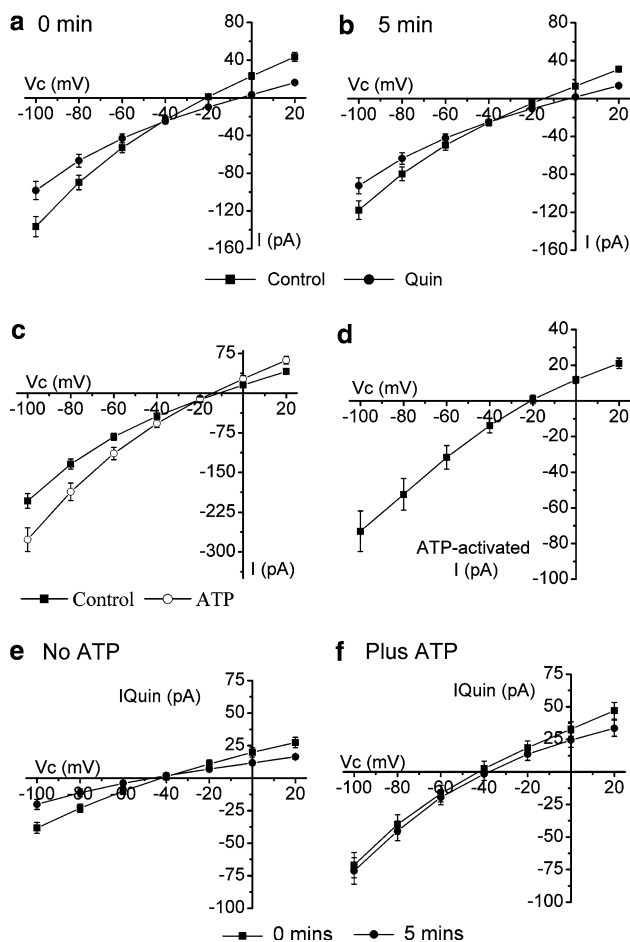 a 0 min
80
40
Vc (mV)
-100 -80 -60 -40 -20 0 20
-40
-80
-120
-160
I (pA)
b 5 min
80
40
Vc (mV)
-100 -80 -60 -40 -20 0 20
-40
-80
-120
-160
I (pA)
Control Quin
c
75
Vc (mV)
-100 -80 -60 -40 -20 0 20
-75
-150
-225
-300
I (pA)
Control ATP
d
40
20
Vc (mV)
-100 -80 -60 -40 -20 0 20
-20
-40
-60
-80
-100
ATP-activated
I (pA)
e No ATP
75
IQuin (pA)
50
25
Vc (mV)
-100 -80 -60 -40 -20 0 20
-25
-50
-75
-100
f Plus ATP
75
IQuin (pA)
50
25
Vc (mV)
-100 -80 -60 -40 -20 0 20
-25
-50
-75
-100
0 mins 5 mins